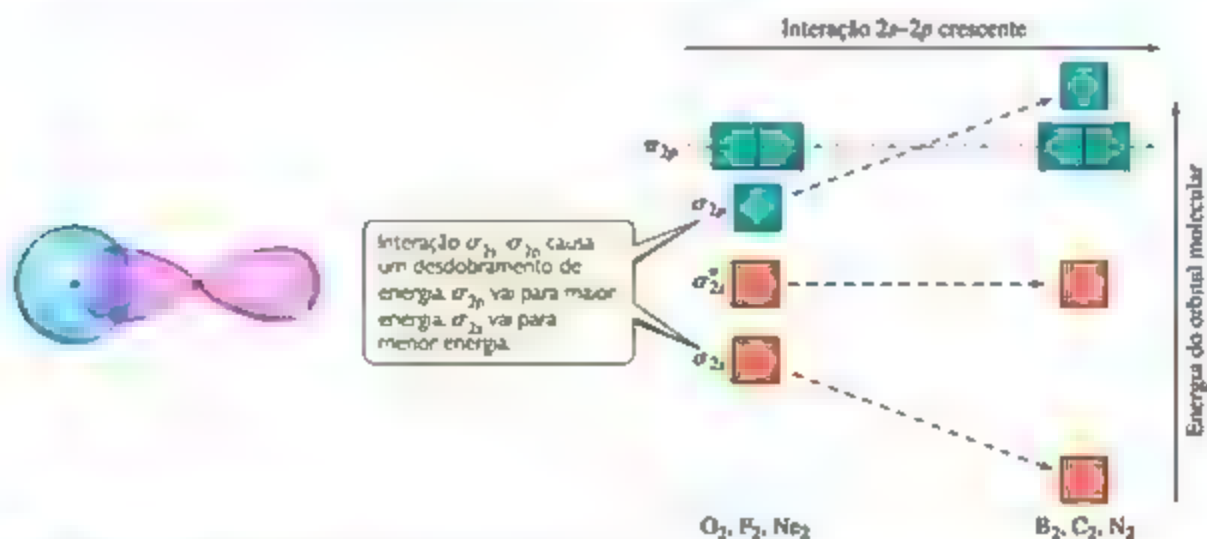 Interação 2s–2p crescente
π2p
σ2p
Interação σ2s σ2p causa
um desdobramento de
energia. σ2p vai para maior
energia. σ2s vai para
menor energia.
σ*2s
σ2s
Energia do orbital molecular
O2, F2, Ne2
B2, C2, N2